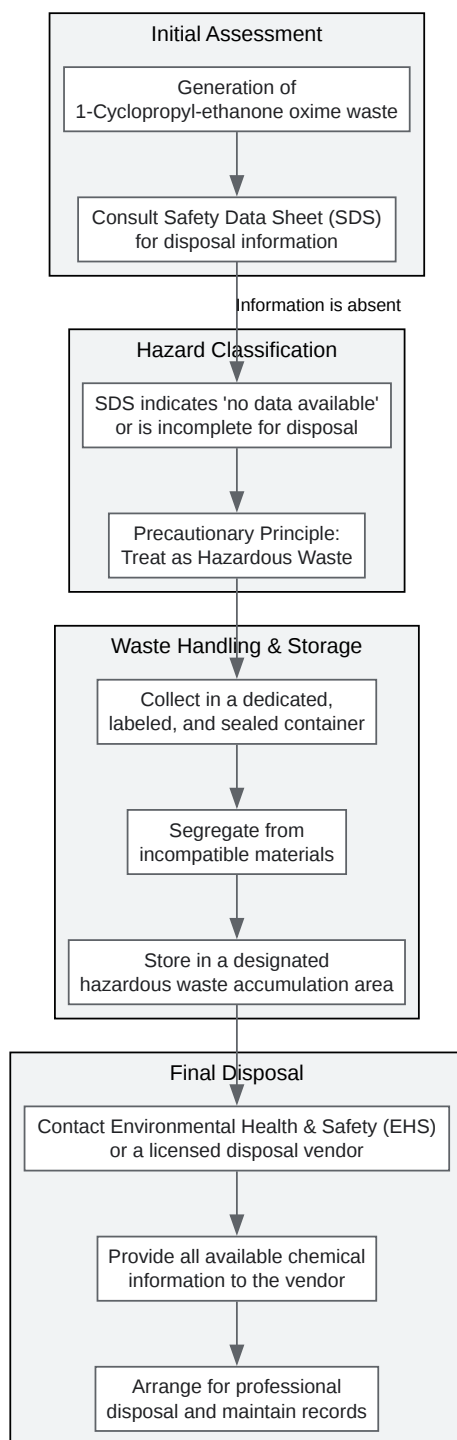 Initial Assessment
Generation of
1-Cyclopropyl-ethanone oxime waste
Consult Safety Data Sheet (SDS)
for disposal information
Information is absent
Hazard Classification
SDS indicates 'no data available'
or is incomplete for disposal
Precautionary Principle:
Treat as Hazardous Waste
Waste Handling & Storage
Collect in a dedicated,
labeled, and sealed container
Segregate from
incompatible materials
Store in a designated
hazardous waste accumulation area
Final Disposal
Contact Environmental Health & Safety (EHS)
or a licensed disposal vendor
Provide all available chemical
information to the vendor
Arrange for professional
disposal and maintain records